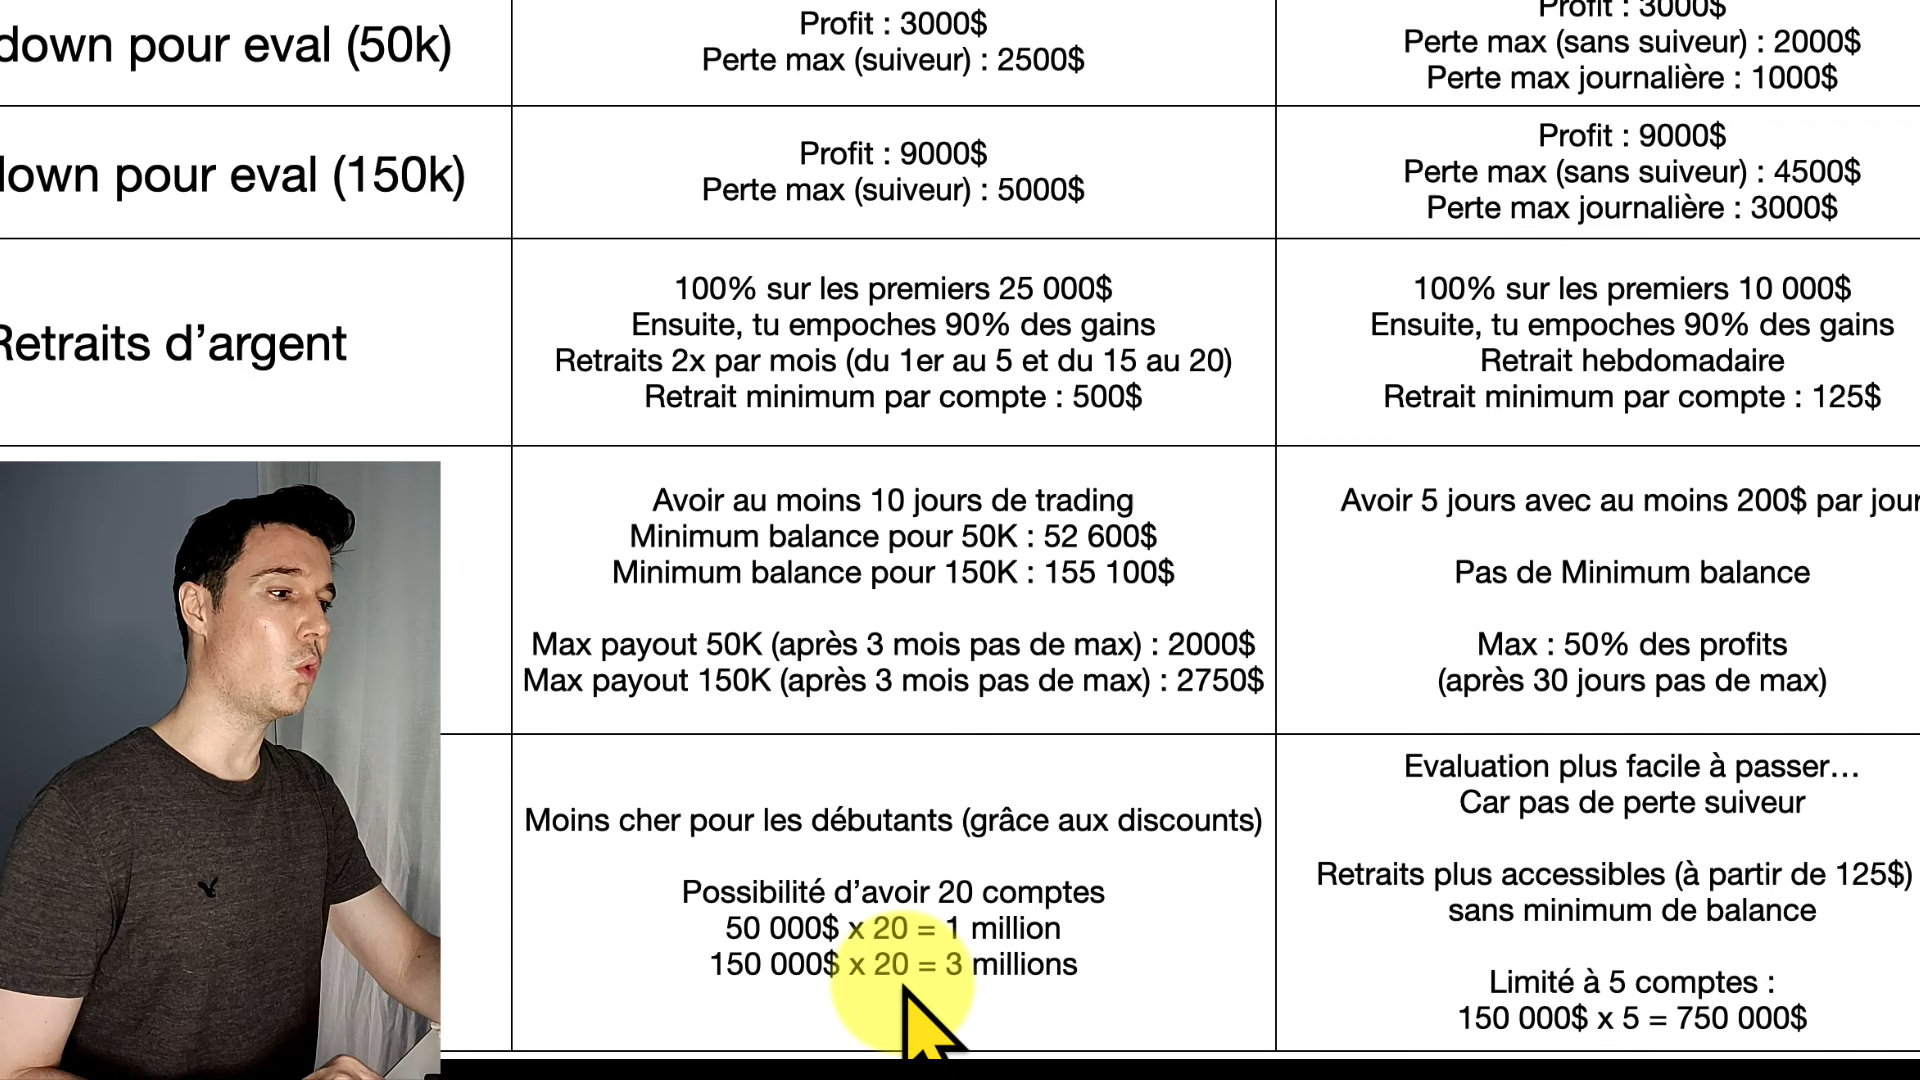 down pour eval (50k)
Profit : 3000$
Perte max (suiveur) : 2500$
Profit : 3000$
Perte max (sans suiveur) : 2000$
Perte max journalière : 1000$
down pour eval (150k)
Profit : 9000$
Perte max (suiveur) : 5000$
Profit : 9000$
Perte max (sans suiveur) : 4500$
Perte max journalière : 3000$
Retraits d’argent
100% sur les premiers 25 000$
Ensuite, tu empoches 90% des gains
Retraits 2x par mois (du 1er au 5 et du 15 au 20)
Retrait minimum par compte : 500$
100% sur les premiers 10 000$
Ensuite, tu empoches 90% des gains
Retrait hebdomadaire
Retrait minimum par compte : 125$
Avoir au moins 10 jours de trading
Minimum balance pour 50K : 52 600$
Minimum balance pour 150K : 155 100$
Max payout 50K (après 3 mois pas de max) : 2000$
Max payout 150K (après 3 mois pas de max) : 2750$
Avoir 5 jours avec au moins 200$ par jour
Pas de Minimum balance
Max : 50% des profits
(après 30 jours pas de max)
Moins cher pour les débutants (grâce aux discounts)
Possibilité d’avoir 20 comptes
50 000$ x 20 = 1 million
150 000$ x 20 = 3 millions
Evaluation plus facile à passer…
Car pas de perte suiveur
Retraits plus accessibles (à partir de 125$)
sans minimum de balance
Limité à 5 comptes :
150 000$ x 5 = 750 000$